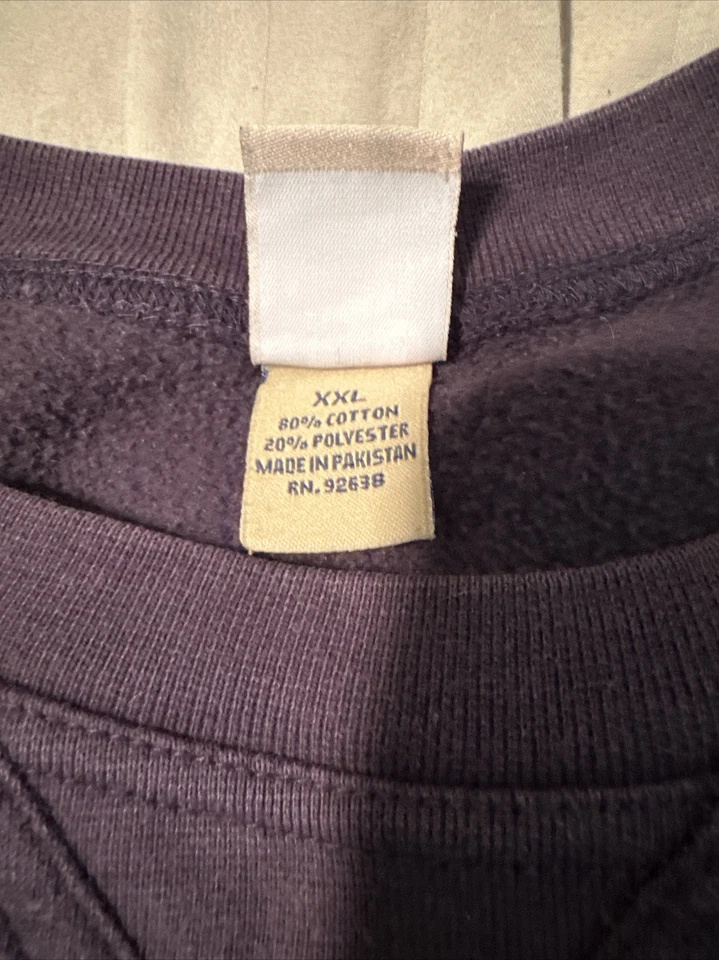 XXL
80% COTTON
20% POLYESTER
MADE IN PAKISTAN
RN. 92638